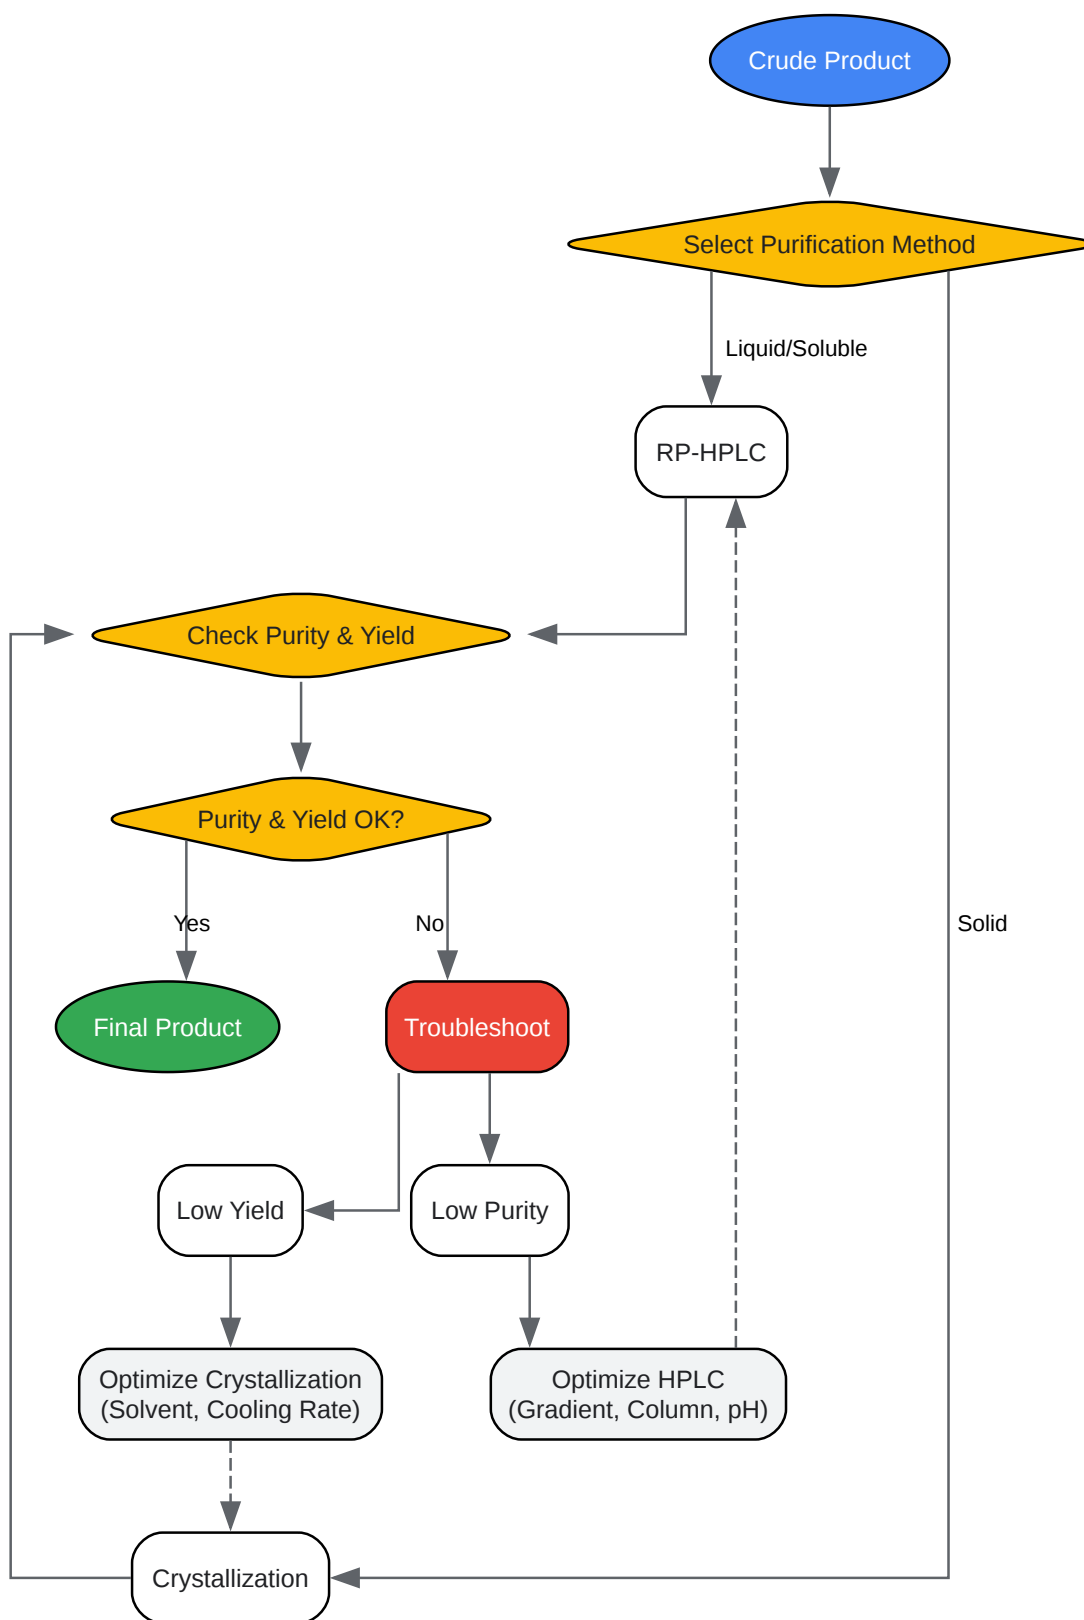 Crude Product
Select Purification Method
Liquid/Soluble
RP-HPLC
Check Purity & Yield
Purity & Yield OK?
Yes
No
Solid
Final Product
Troubleshoot
Low Yield
Low Purity
Optimize Crystallization
(Solvent, Cooling Rate)
Optimize HPLC
(Gradient, Column, pH)
Crystallization